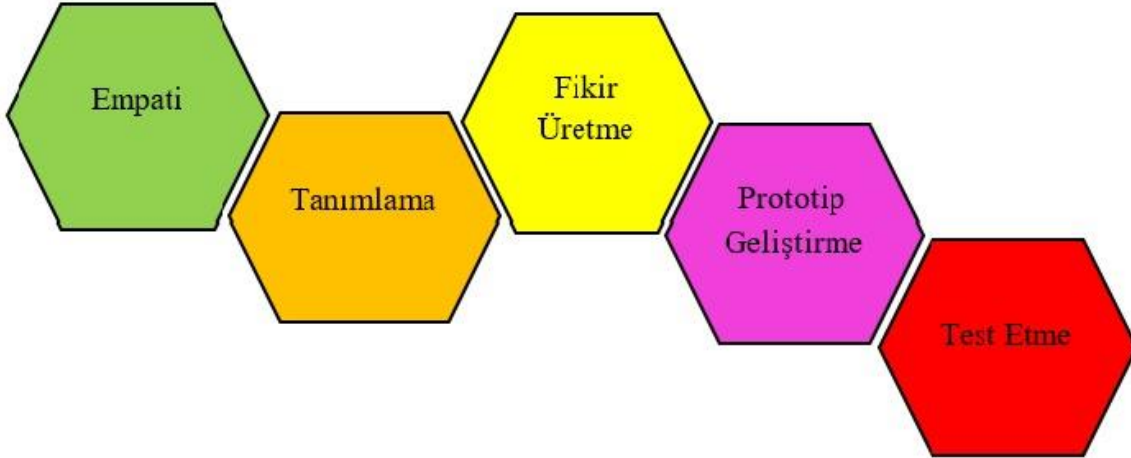 Empati
Tanımlama
Fikir
Üretme
Prototip
Geliştirme
Test Etme